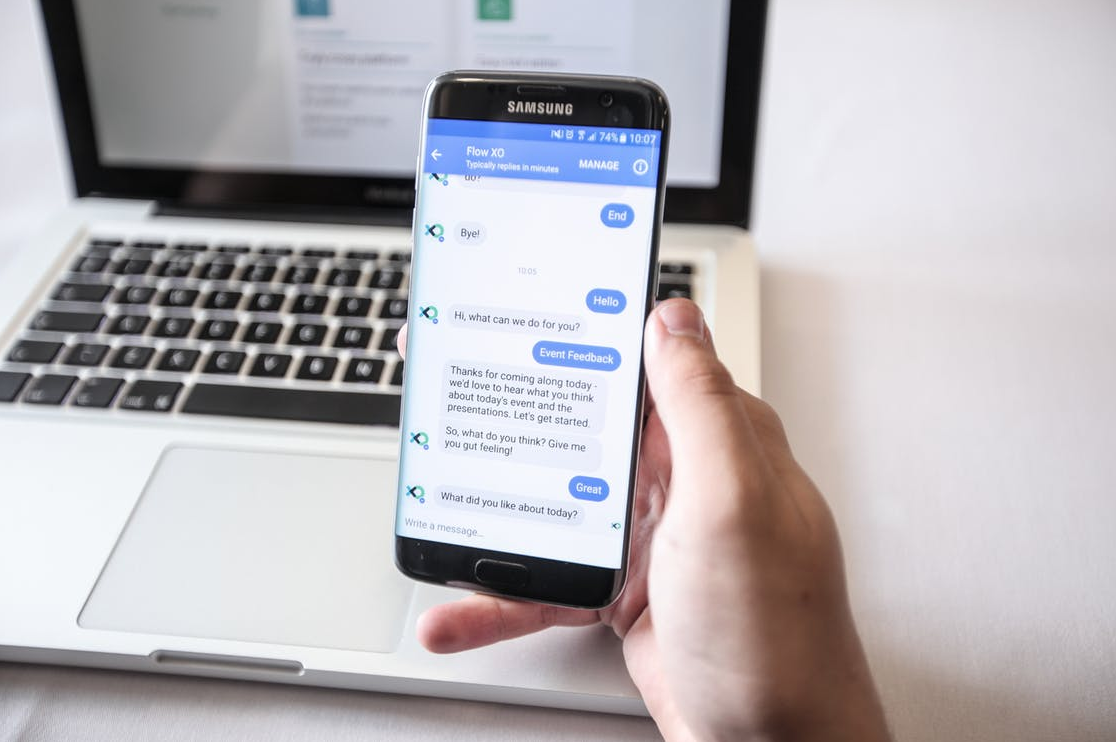 SAMSUNG
74% 10:07
Flow XO
Typically replies in minutes
MANAGE
do?
End
Bye!
10:05
Hello
Hi, what can we do for you?
Event Feedback
Thanks for coming along today -
we'd love to hear what you think
about today's event and the
presentations. Let's get started.
So, what do you think? Give me
you gut feeling!
Great
What did you like about today?
Write a message...